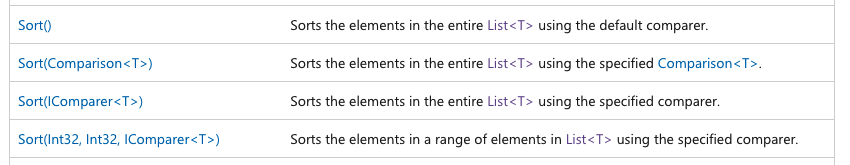 Sort() Sorts the elements in the entire List<T> using the default comparer.
Sort(Comparison<T>) Sorts the elements in the entire List<T> using the specified Comparison<T>.
Sort(IComparer<T>) Sorts the elements in the entire List<T> using the specified comparer.
Sort(Int32, Int32, IComparer<T>) Sorts the elements in a range of elements in List<T> using the specified comparer.